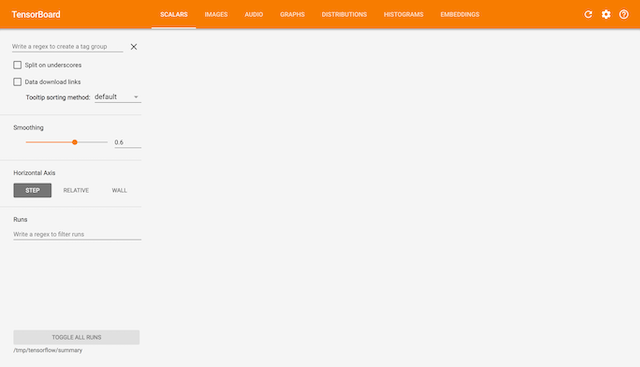 TensorBoard SCALARS IMAGES AUDIO GRAPHS DISTRIBUTIONS HISTOGRAMS EMBEDDINGS
Write a regex to create a tag group
Split on underscores
Data download links
Tooltip sorting method: default
Smoothing
0.6
Horizontal Axis
STEP RELATIVE WALL
Runs
Write a regex to filter runs
TOGGLE ALL RUNS
/tmp/tensorflow/summary